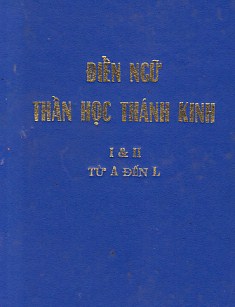 ĐIỂN NGỮ
THẦN HỌC THÁNH KINH
I & II
TỪ A ĐẾN L